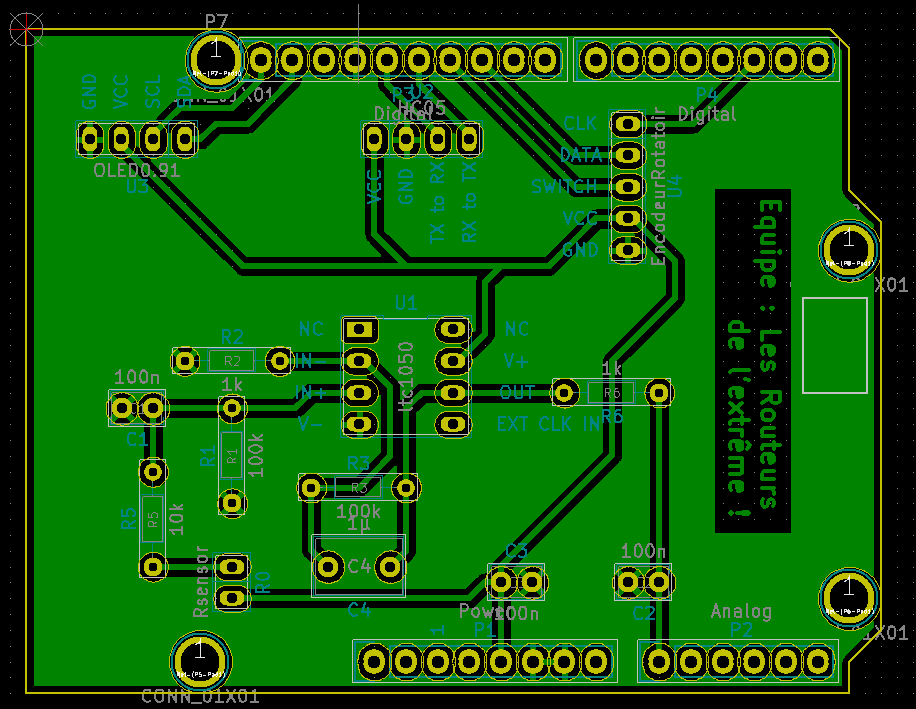 P7
1
CONN_01X01
GND
VCC
SCL
SDA
OLED0.91
U3
P3
U2
HC05
Digital
VCC
GND
TX to RX
RX to TX
P4
Digital
CLK
DATA
SWITCH
VCC
GND
EncodeurRotatoir
U4
Equipe : Les Routeurs
de l'extrême !
1
X01
U1
NC
IN-
IN+
V-
ltc1050
NC
V+
OUT
EXT CLK IN
R2
R2
1k
100n
C1
R1
R1
100k
R5
R5
10k
Rsensor
R0
R3
R3
100k
1µ
C4
C4
1k
R6
R6
C3
100n
100n
C2
Power
1
P1
Analog
P2
1
1X01
1
CONN_01X01